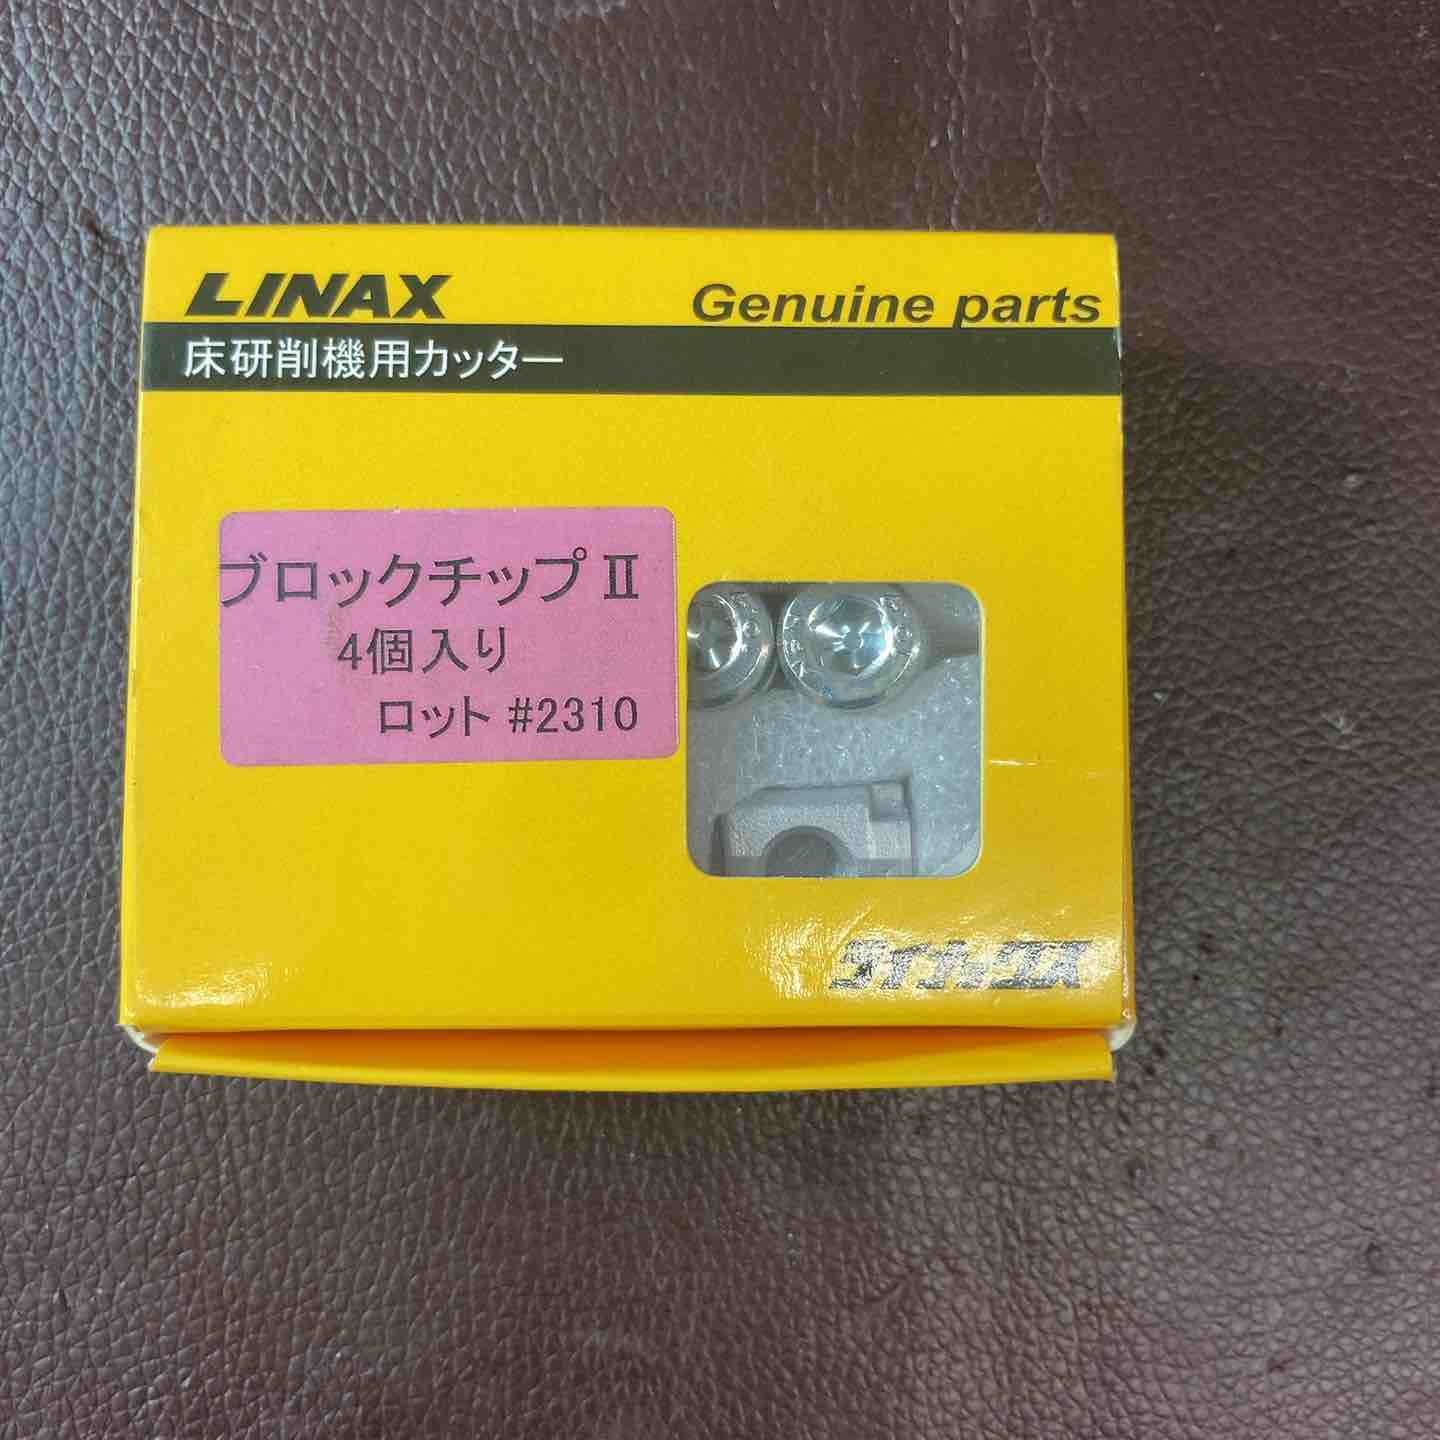 LINAX
Genuine parts
床研削機用カッター
ブロックチップⅡ
4個入り
ロット #2310
ライナックス